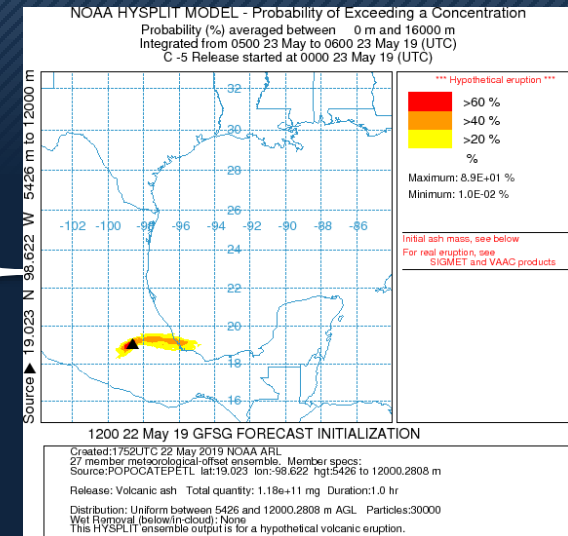 NOAA HYSPLIT MODEL - Probability of Exceeding a Concentration
Probability (%) averaged between 0 m and 16000 m
Integrated from 0500 23 May to 0600 23 May 19 (UTC)
C -5 Release started at 0000 23 May 19 (UTC)
Source ▲ 19.023 N 98.622 W 5426 m to 12000 m
32
30
28
26
-102 -100 -98 -96 -94 -92 -90 -88 -86
24
22
20
18
16
*** Hypothetical eruption ***
>60 %
>40 %
>20 %
%
Maximum: 8.9E+01 %
Minimum: 1.0E-02 %
Initial ash mass, see below
For real eruption, see
SIGMET and VAAC products
1200 22 May 19 GFSG FORECAST INITIALIZATION
Created:1752UTC 22 May 2019 NOAA ARL
27 member meteorological-offset ensemble. Member specs:
Source:POPOCATEPETL lat:19.023 lon:-98.622 hgt:5426 to 12000.2808 m
Release: Volcanic ash Total quantity: 1.18e+11 mg Duration:1.0 hr
Distribution: Uniform between 5426 and 12000.2808 m AGL Particles:30000
Wet Removal (below/in-cloud): None
This HYSPLIT ensemble output is for a hypothetical volcanic eruption.